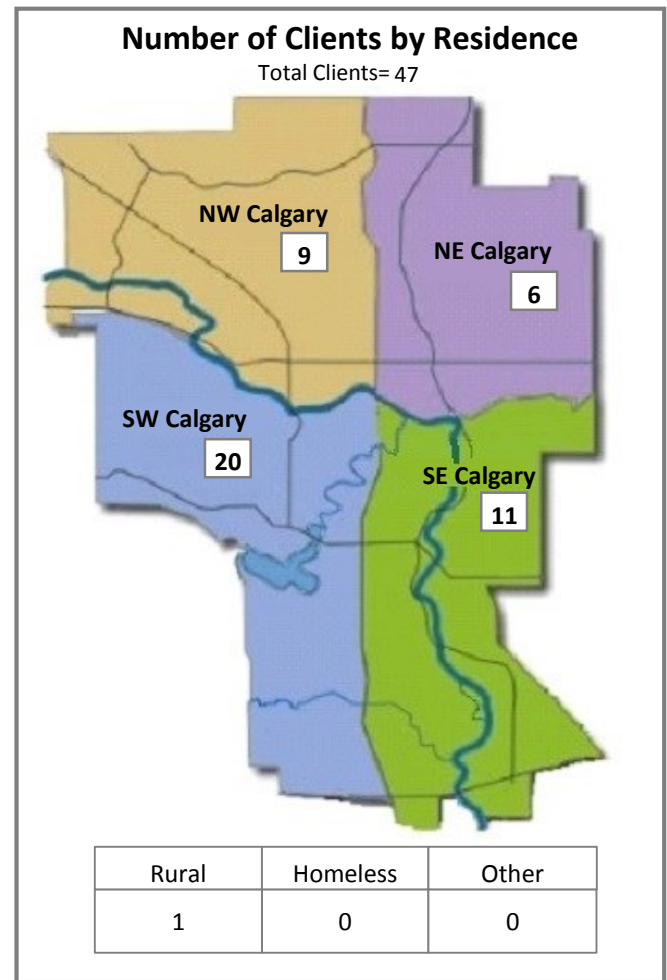 Number of Clients by Residence
Total Clients= 47
NW Calgary
9
NE Calgary
6
SW Calgary
20
SE Calgary
11
Rural Homeless Other
1 0 0